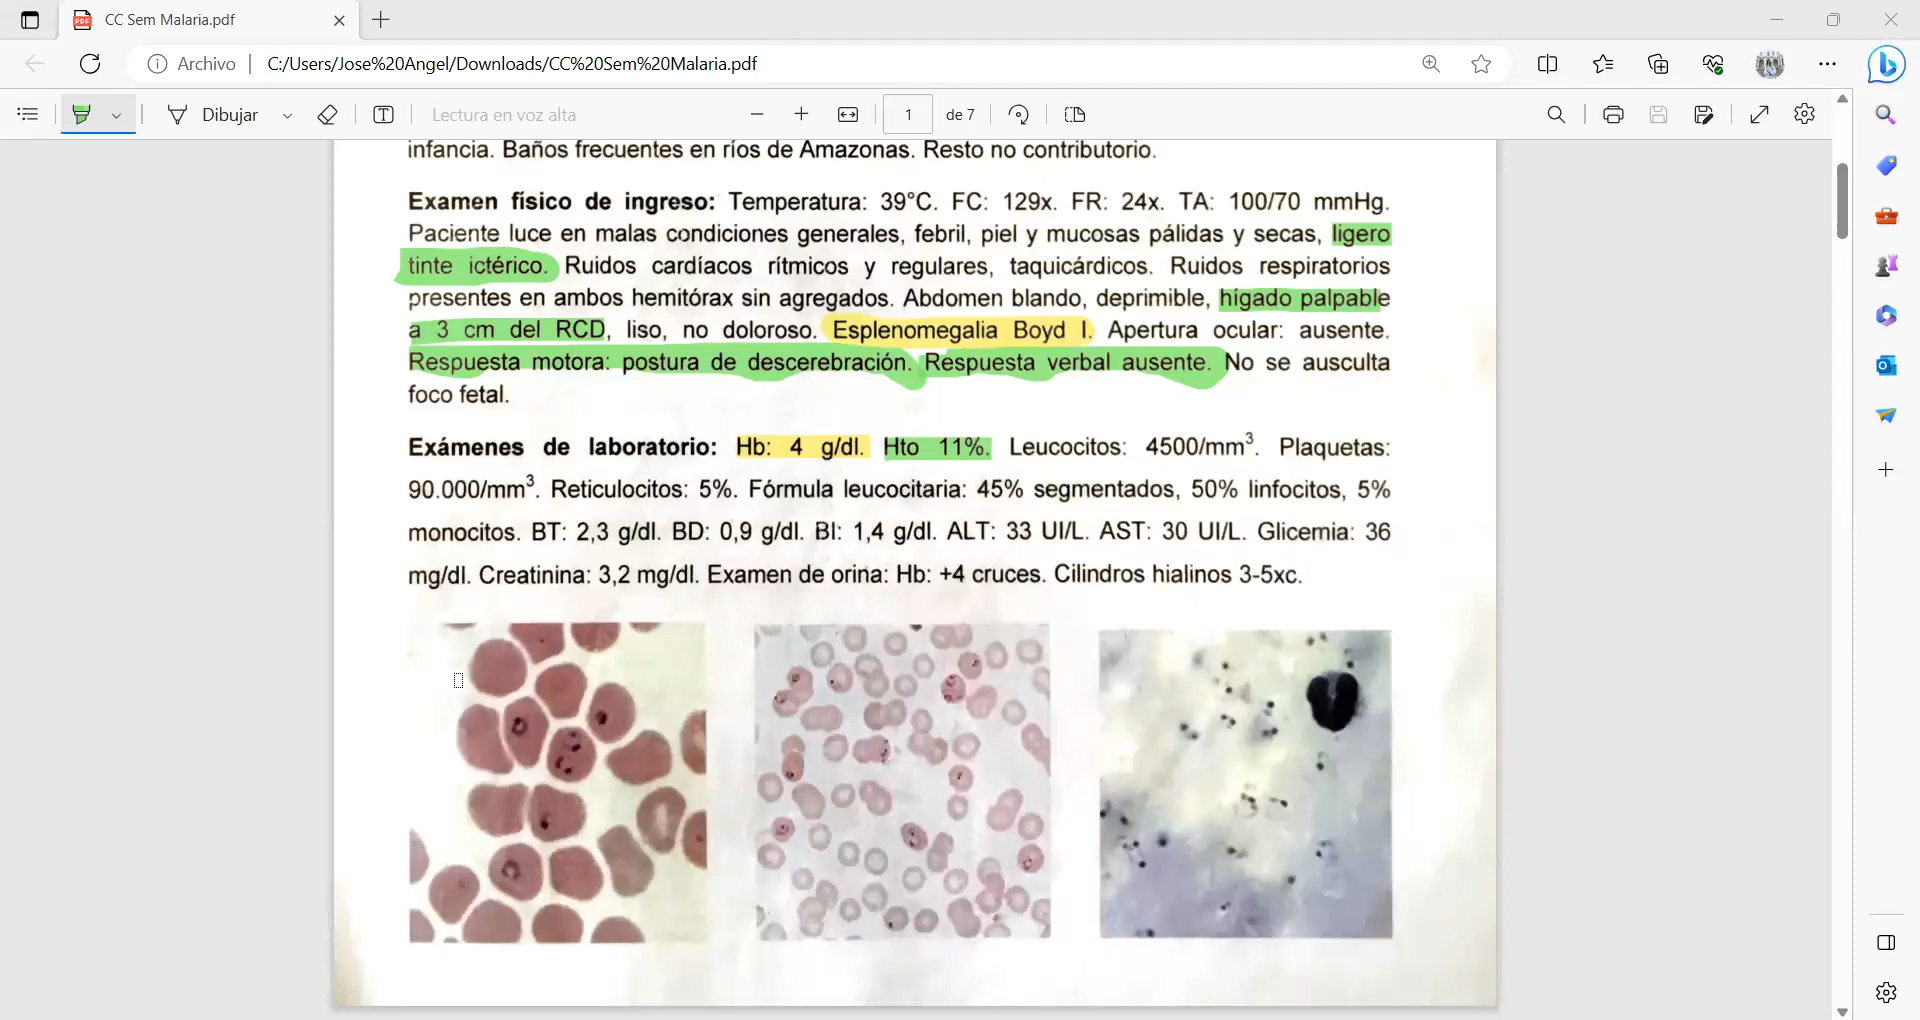 CC Sem Malaria.pdf
Archivo
C:/Users/Jose%20Angel/Downloads/CC%20Sem%20Malaria.pdf
Dibujar
Lectura en voz alta
1 de 7
infancia. Baños frecuentes en ríos de Amazonas. Resto no contributorio.
Examen físico de ingreso: Temperatura: 39°C. FC: 129x. FR: 24x. TA: 100/70 mmHg.
Paciente luce en malas condiciones generales, febril, piel y mucosas pálidas y secas, ligero
tinte ictérico. Ruidos cardíacos rítmicos y regulares, taquicárdicos. Ruidos respiratorios
presentes en ambos hemitórax sin agregados. Abdomen blando, deprimible, hígado palpable
a 3 cm del RCD, liso, no doloroso. Esplenomegalia Boyd I. Apertura ocular: ausente.
Respuesta motora: postura de descerebración. Respuesta verbal ausente. No se ausculta
foco fetal.
Exámenes de laboratorio: Hb: 4 g/dl. Hto 11%. Leucocitos: 4500/mm³. Plaquetas:
90.000/mm³. Reticulocitos: 5%. Fórmula leucocitaria: 45% segmentados, 50% linfocitos, 5%
monocitos. BT: 2,3 g/dl. BD: 0,9 g/dl. BI: 1,4 g/dl. ALT: 33 UI/L. AST: 30 UI/L. Glicemia: 36
mg/dl. Creatinina: 3,2 mg/dl. Examen de orina: Hb: +4 cruces. Cilindros hialinos 3-5xc.